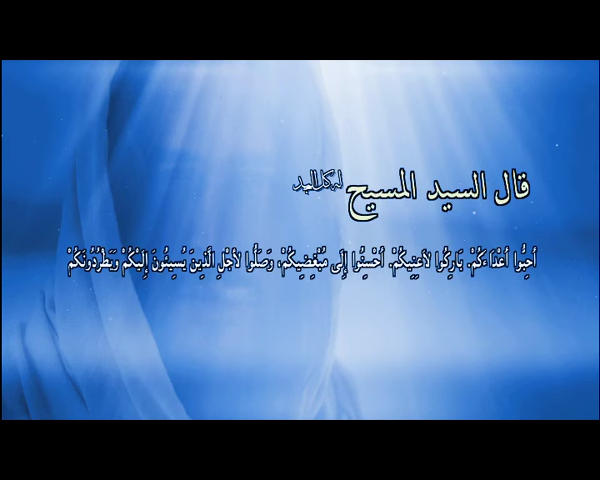 قال السيد المسيح له كل المجد
أَحِبُّوا أَعْدَاءَكُمْ. بَارِكُوا لاَعِنِيكُمْ. أَحْسِنُوا إِلَى مُبْغِضِيكُمْ، وَصَلُّوا لأَجْلِ الَّذِينَ يُسِيئُونَ إِلَيْكُمْ وَيَطْرُدُونَكُمْ